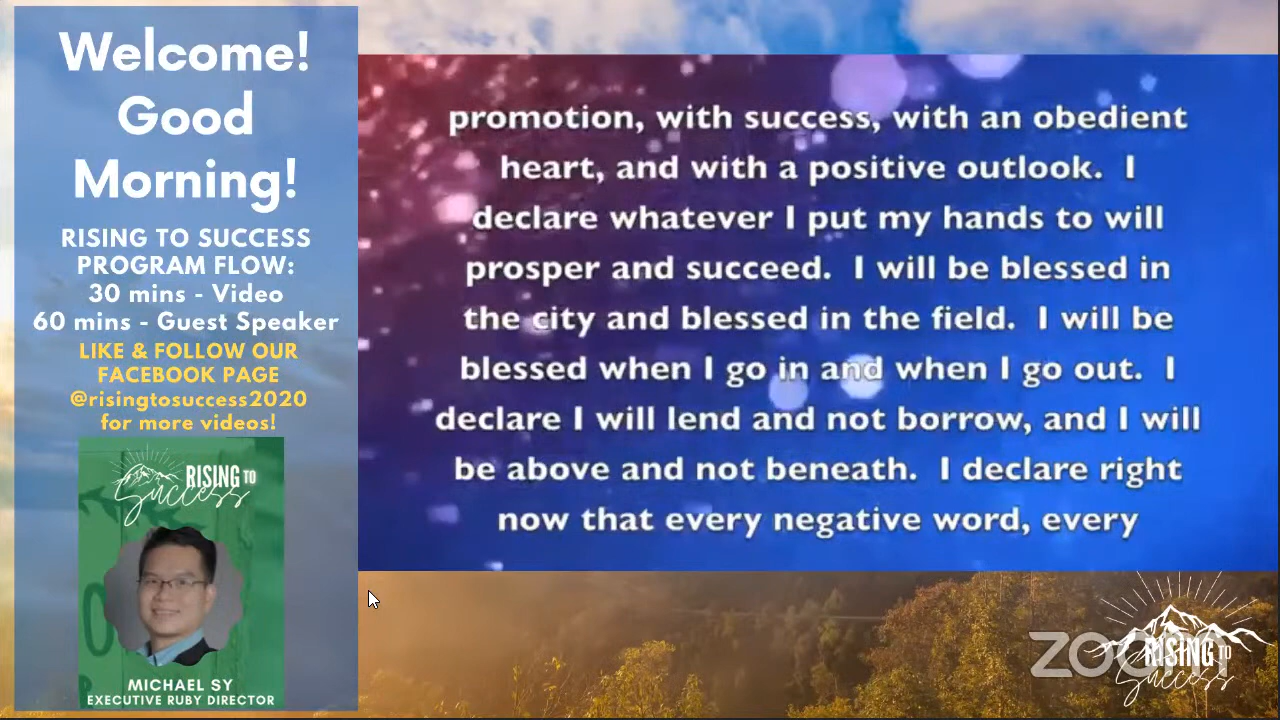 Welcome!
Good
Morning!
RISING TO SUCCESS
PROGRAM FLOW:
30 mins - Video
60 mins - Guest Speaker
LIKE & FOLLOW OUR
FACEBOOK PAGE
@risingtosuccess2020
for more videos!
RISING TO
Success
MICHAEL SY
EXECUTIVE RUBY DIRECTOR
promotion, with success, with an obedient
heart, and with a positive outlook. I
declare whatever I put my hands to will
prosper and succeed. I will be blessed in
the city and blessed in the field. I will be
blessed when I go in and when I go out. I
declare I will lend and not borrow, and I will
be above and not beneath. I declare right
now that every negative word, every
zoom
RISING TO
Success